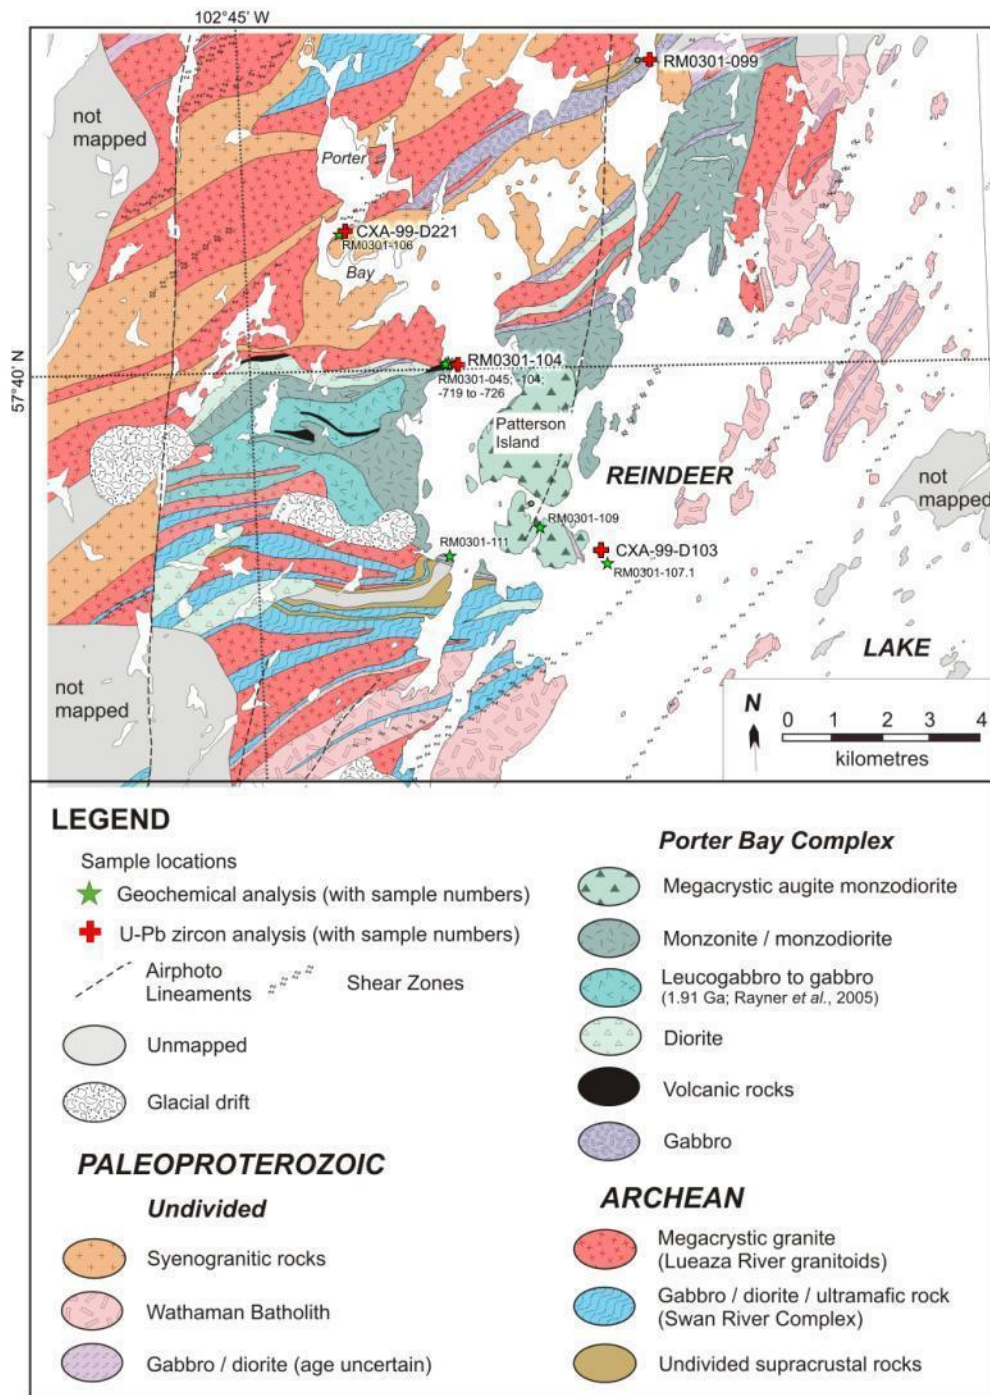 102°45' W
RM0301-099
not
mapped
Porter
CXA-99-D221
RM0301-106
Bay
57°40' N
RM0301-104
RM0301-045; -104;
-719 to -726
Patterson
Island
REINDEER
not
mapped
RM0301-109
RM0301-111
CXA-99-D103
RM0301-107.1
LAKE
not
mapped
N
0 1 2 3 4
kilometres
LEGEND
Sample locations
Geochemical analysis (with sample numbers)
U-Pb zircon analysis (with sample numbers)
Airphoto
Lineaments
Shear Zones
Unmapped
Glacial drift
PALEOPROTEROZOIC
Undivided
Syenogranitic rocks
Wathaman Batholith
Gabbro / diorite (age uncertain)
Porter Bay Complex
Megacrystic augite monzodiorite
Monzonite / monzodiorite
Leucogabbro to gabbro
(1.91 Ga; Rayner et al., 2005)
Diorite
Volcanic rocks
Gabbro
ARCHEAN
Megacrystic granite
(Lueaza River granitoids)
Gabbro / diorite / ultramafic rock
(Swan River Complex)
Undivided supracrustal rocks